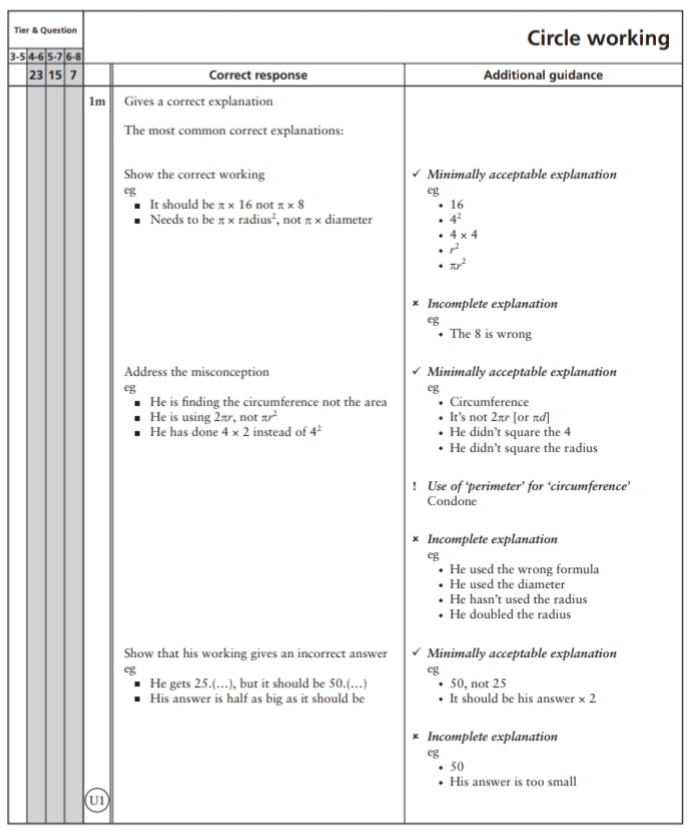 Tier & Question
Circle working
3-5 4-6 5-7 6-8
23 15 7
Correct response
Additional guidance
1m
Gives a correct explanation
The most common correct explanations:
Show the correct working
eg
▪ It should be π × 16 not π × 8
▪ Needs to be π × radius², not π × diameter
✓ Minimally acceptable explanation
eg
• 16
• 4²
• 4 × 4
• r²
• πr²
× Incomplete explanation
eg
• The 8 is wrong
Address the misconception
eg
▪ He is finding the circumference not the area
▪ He is using 2πr, not πr²
▪ He has done 4 × 2 instead of 4²
✓ Minimally acceptable explanation
eg
• Circumference
• It's not 2πr [or πd]
• He didn't square the 4
• He didn't square the radius
! Use of 'perimeter' for 'circumference'
Condone
× Incomplete explanation
eg
• He used the wrong formula
• He used the diameter
• He hasn't used the radius
• He doubled the radius
Show that his working gives an incorrect answer
eg
▪ He gets 25.(…), but it should be 50.(…)
▪ His answer is half as big as it should be
✓ Minimally acceptable explanation
eg
• 50, not 25
• It should be his answer × 2
× Incomplete explanation
eg
• 50
• His answer is too small
U1